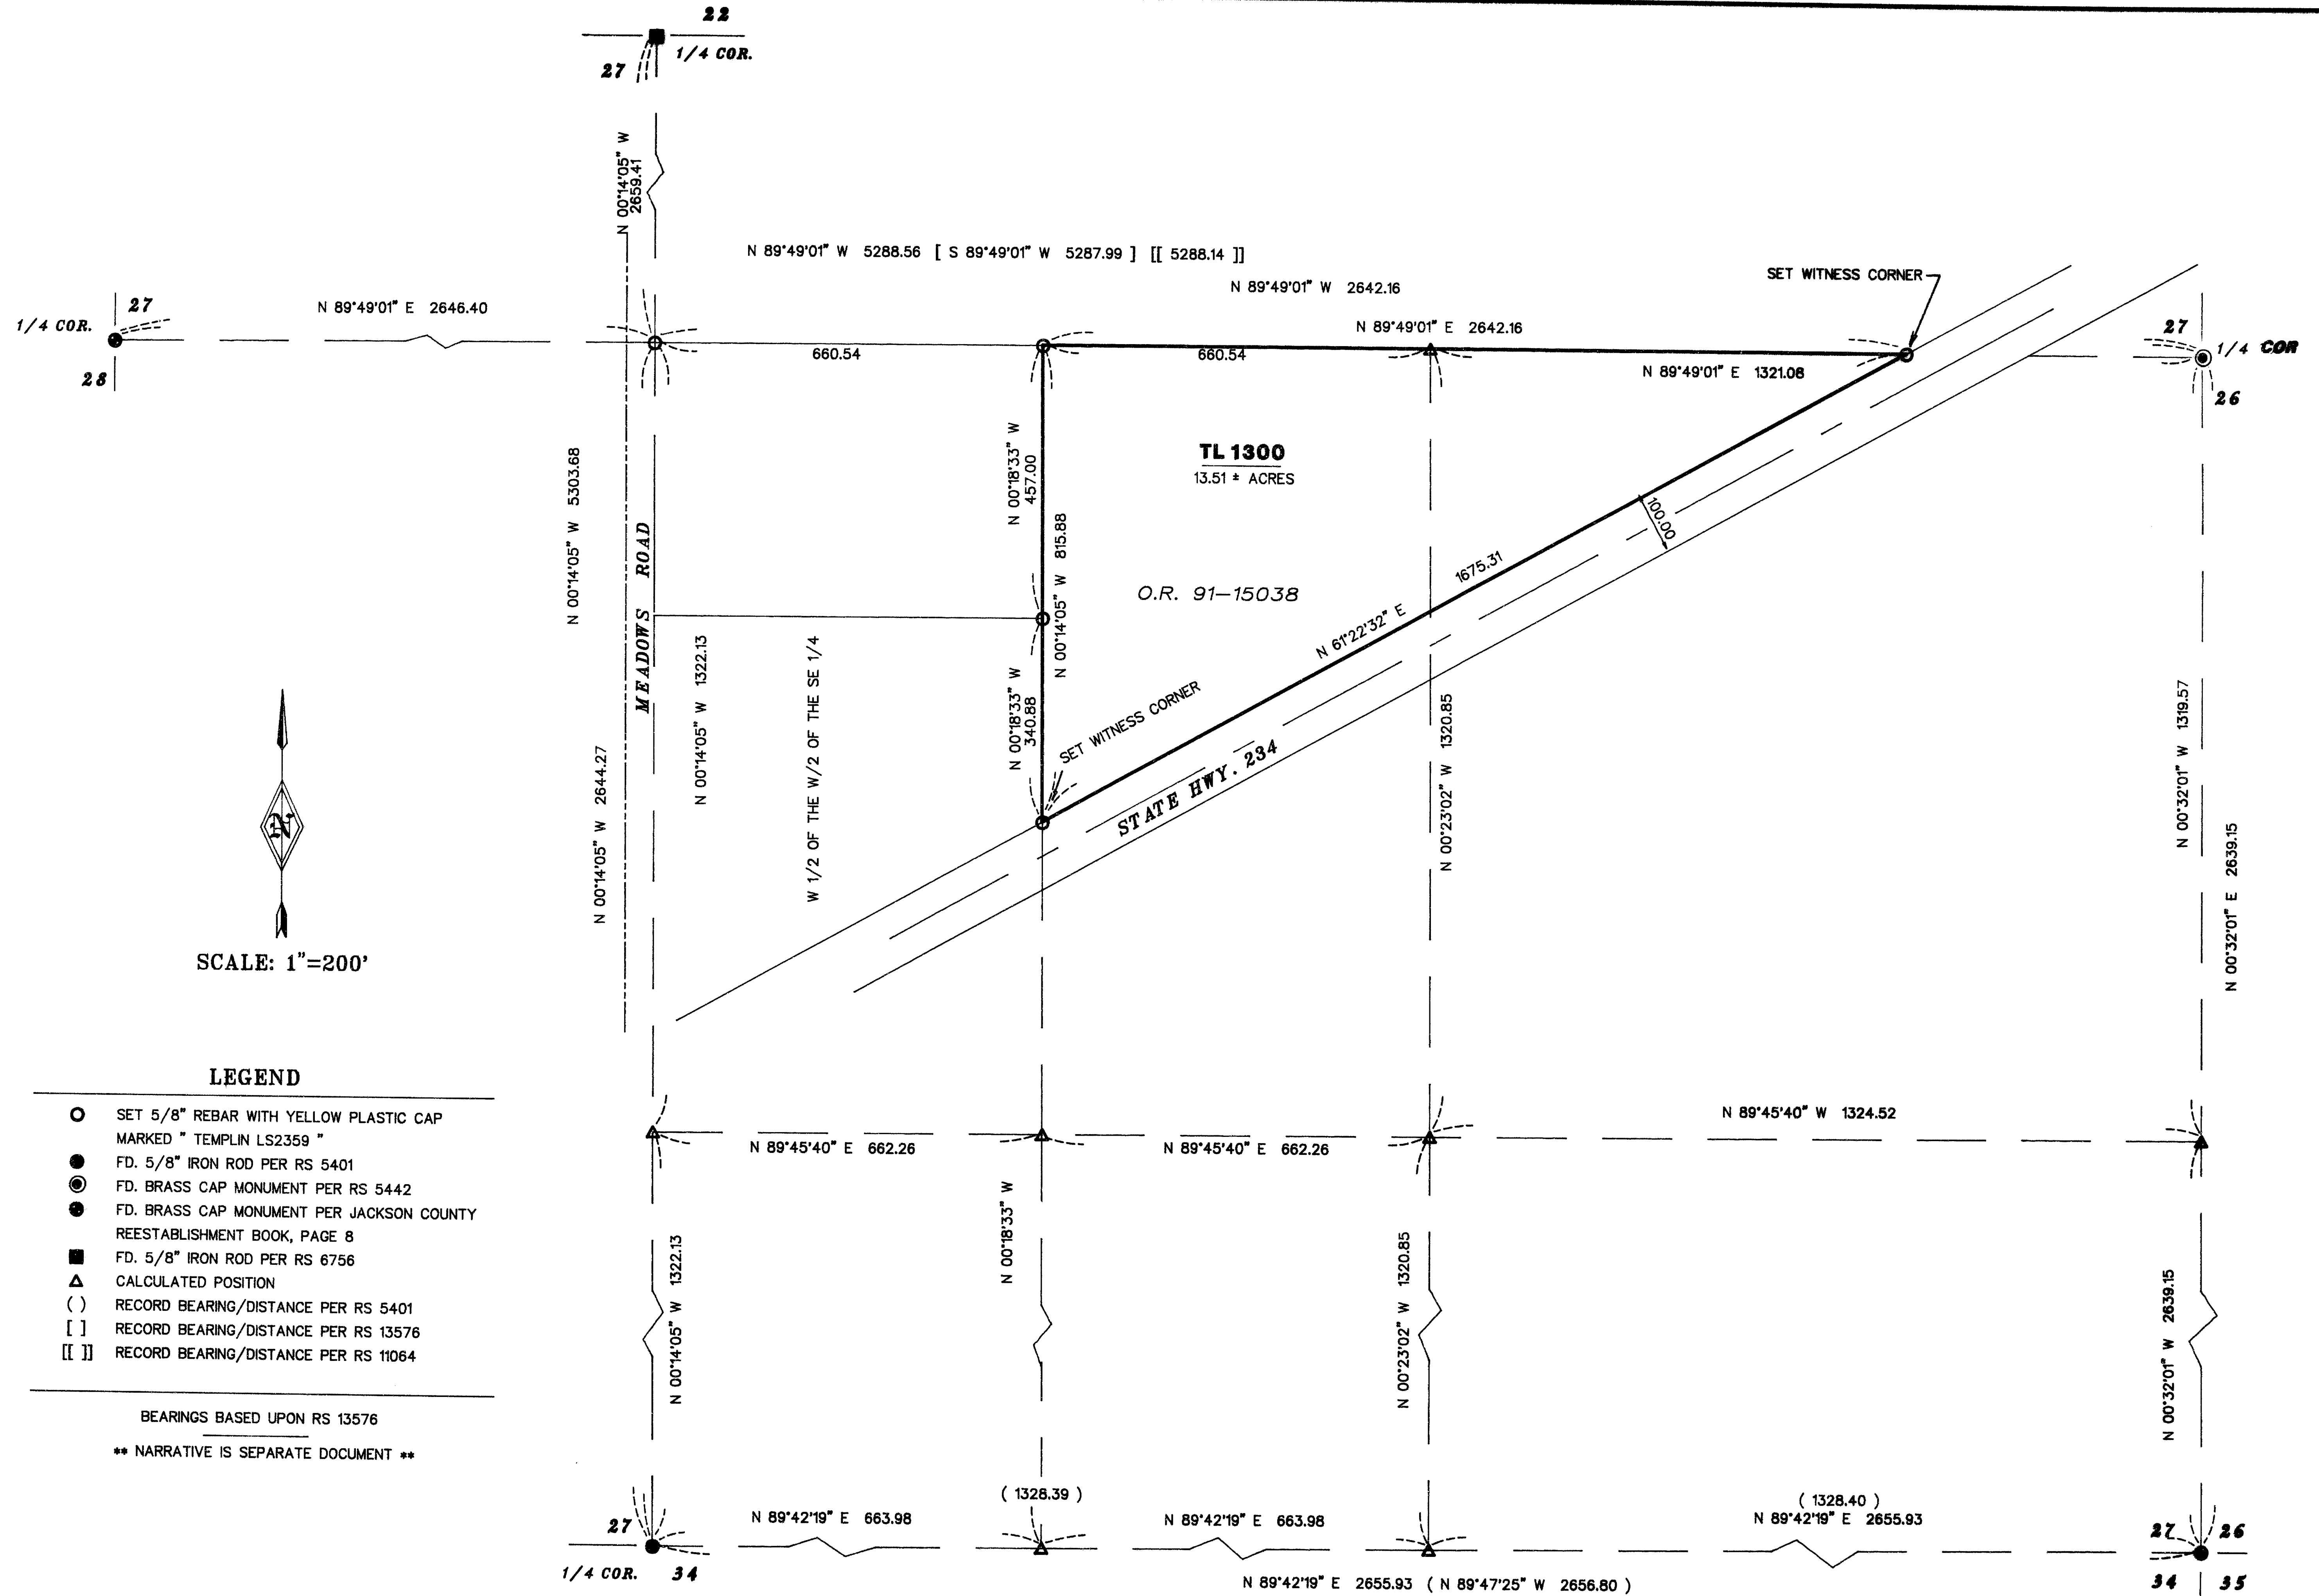 22
1/4 COR.
27
N 00°14'05" W
2659.41
N 89°49'01" W 5288.56 [ S 89°49'01" W 5287.99 ] [[ 5288.14 ]]
SET WITNESS CORNER
N 89°49'01" W 2642.16
27
1/4 COR.
28
N 89°49'01" E 2646.40
N 89°49'01" E 2642.16
660.54
660.54
N 89°49'01" E 1321.08
27
1/4 COR
26
N 00°14'05" W 5303.68
MEADOWS ROAD
N 00°18'33" W
457.00
N 00°14'05" W 815.88
TL 1300
13.51 ± ACRES
O.R. 91-15038
100.00
1675.31
N 61°22'32" E
N 00°14'05" W 1322.13
W 1/2 OF THE W/2 OF THE SE 1/4
N 00°18'33" W
340.88
SET WITNESS CORNER
STATE HWY. 234
N 00°23'02" W 1320.85
N 00°32'01" W 1319.57
N 00°32'01" E 2639.15
N 00°14'05" W 2644.27
N
SCALE: 1"=200'
LEGEND
SET 5/8" REBAR WITH YELLOW PLASTIC CAP
MARKED " TEMPLIN LS2359 "
FD. 5/8" IRON ROD PER RS 5401
FD. BRASS CAP MONUMENT PER RS 5442
FD. BRASS CAP MONUMENT PER JACKSON COUNTY
REESTABLISHMENT BOOK, PAGE 8
FD. 5/8" IRON ROD PER RS 6756
CALCULATED POSITION
( ) RECORD BEARING/DISTANCE PER RS 5401
[ ] RECORD BEARING/DISTANCE PER RS 13576
[[ ]] RECORD BEARING/DISTANCE PER RS 11064
BEARINGS BASED UPON RS 13576
** NARRATIVE IS SEPARATE DOCUMENT **
N 89°45'40" E 662.26
N 89°45'40" E 662.26
N 89°45'40" W 1324.52
N 00°14'05" W 1322.13
N 00°18'33" W
N 00°23'02" W 1320.85
N 00°32'01" W 2639.15
27
1/4 COR.
34
N 89°42'19" E 663.98
( 1328.39 )
N 89°42'19" E 663.98
( 1328.40 )
N 89°42'19" E 2655.93
N 89°42'19" E 2655.93 ( N 89°47'25" W 2656.80 )
27 26
34 35